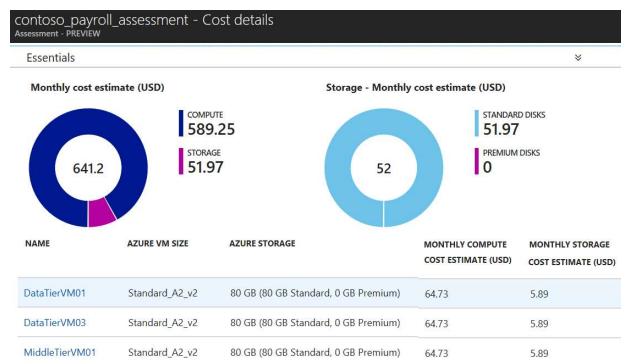 contoso_payroll_assessment - Cost details
Assessment - PREVIEW
Essentials
Monthly cost estimate (USD)
Storage - Monthly cost estimate (USD)
641.2
COMPUTE
589.25
STORAGE
51.97
52
STANDARD DISKS
51.97
PREMIUM DISKS
0
NAME AZURE VM SIZE AZURE STORAGE MONTHLY COMPUTE MONTHLY STORAGE
COST ESTIMATE (USD) COST ESTIMATE (USD)
DataTierVM01 Standard_A2_v2 80 GB (80 GB Standard, 0 GB Premium) 64.73 5.89
DataTierVM03 Standard_A2_v2 80 GB (80 GB Standard, 0 GB Premium) 64.73 5.89
MiddleTierVM01 Standard_A2_v2 80 GB (80 GB Standard, 0 GB Premium) 64.73 5.89